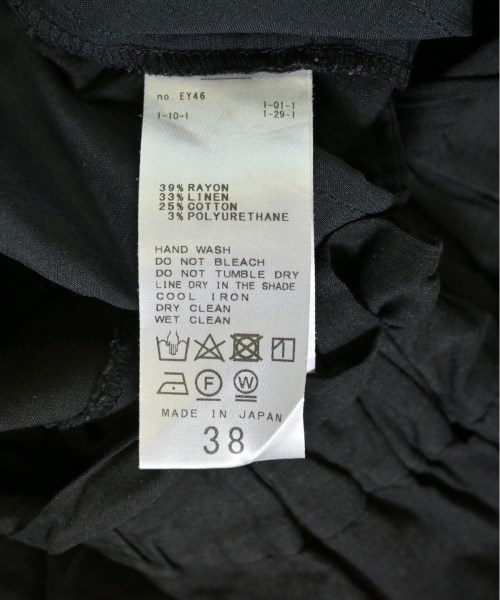 no. EY46 1-01-1
1-10-1 1-29-1
39% RAYON
33% LINEN
25% COTTON
3% POLYURETHANE
HAND WASH
DO NOT BLEACH
DO NOT TUMBLE DRY
LINE DRY IN THE SHADE
COOL IRON
DRY CLEAN
WET CLEAN
F W
MADE IN JAPAN
38